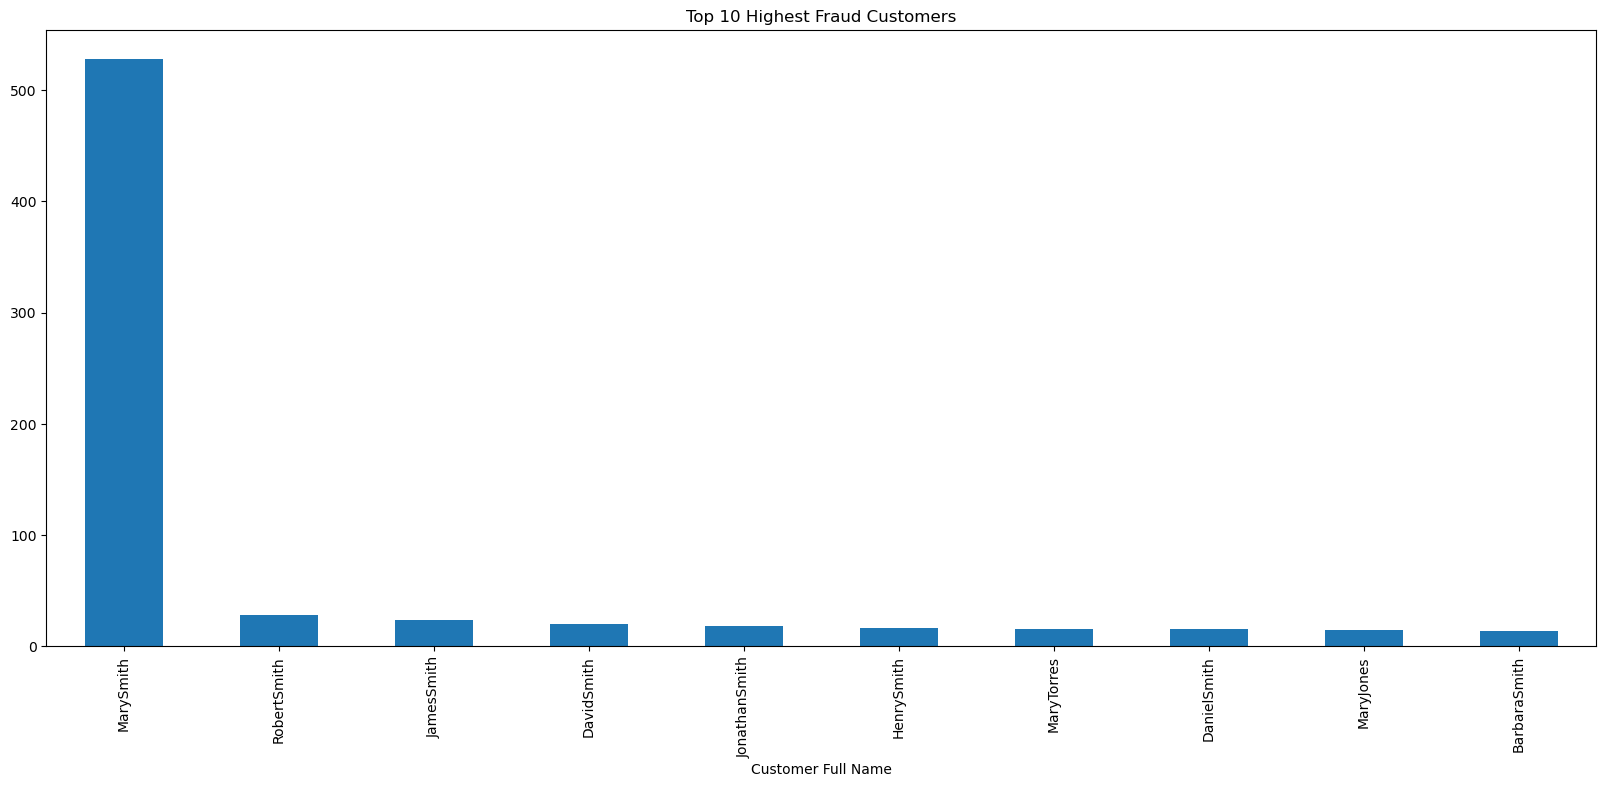 Top 10 Highest Fraud Customers
500
400
300
200
100
0
MarySmith
RobertSmith
JamesSmith
DavidSmith
JonathanSmith
HenrySmith
MaryTorres
DanielSmith
MaryJones
BarbaraSmith
Customer Full Name